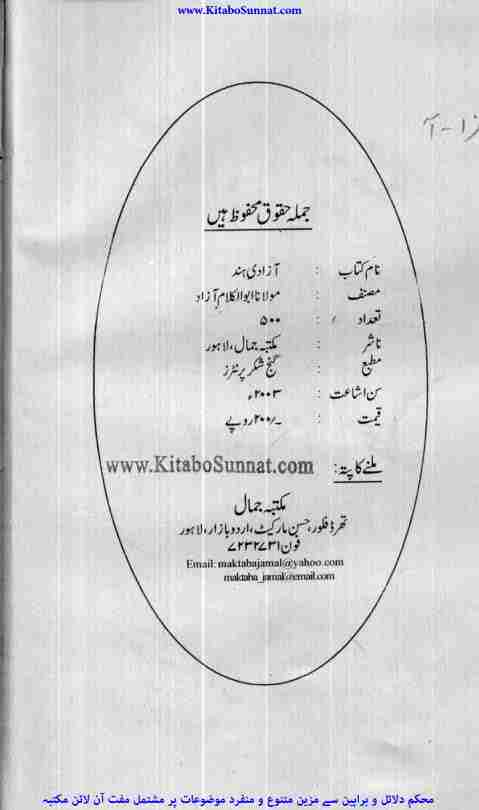 www.KitaboSunnat.com
جملہ حقوق محفوظ ہیں
نام کتاب : آزادی ہند
مصنف : مولانا ابوالکلام آزاد
تعداد : ۵۰۰
ناشر : مکتبہ جمال، لاہور
مطبع : گنج شکر پرنٹرز
سن اشاعت : ۲۰۰۳ء
قیمت : ۲۰۰/۔ روپے
ملنے کا پتہ:
www.KitaboSunnat.com
مکتبہ جمال
تھرڈ فلور، حسن مارکیٹ، اردو بازار، لاہور
فون ۷۲۳۲۷۳۱
Email: maktabajamal@yahoo.com
maktaba_jamal@email.com
محکم دلائل و براہین سے مزین متنوع و منفرد موضوعات پر مشتمل مفت آن لائن مکتبہ